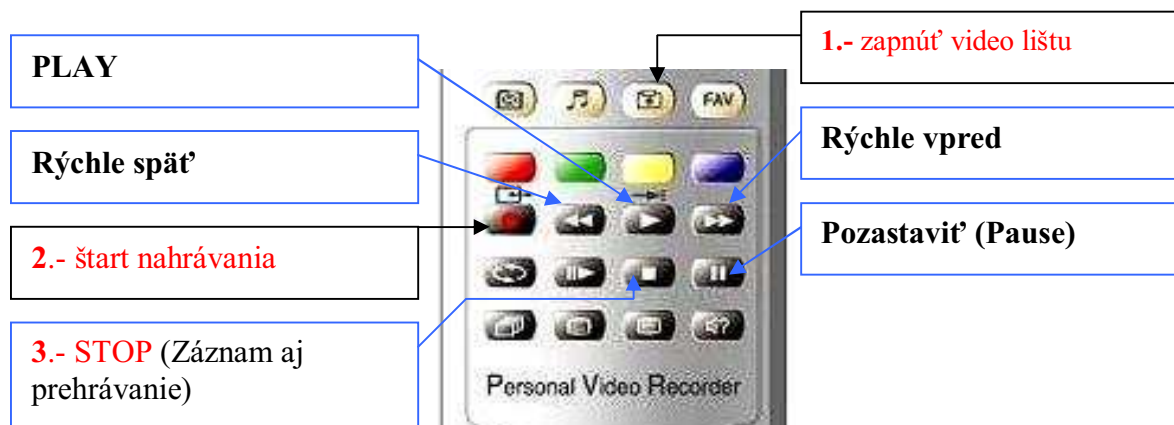 PLAY
Rýchle späť
2.- štart nahrávania
3.- STOP (Záznam aj
prehrávanie)
1.- zapnúť video lištu
Rýchle vpred
Pozastaviť (Pause)
FAV
Personal Video Recorder